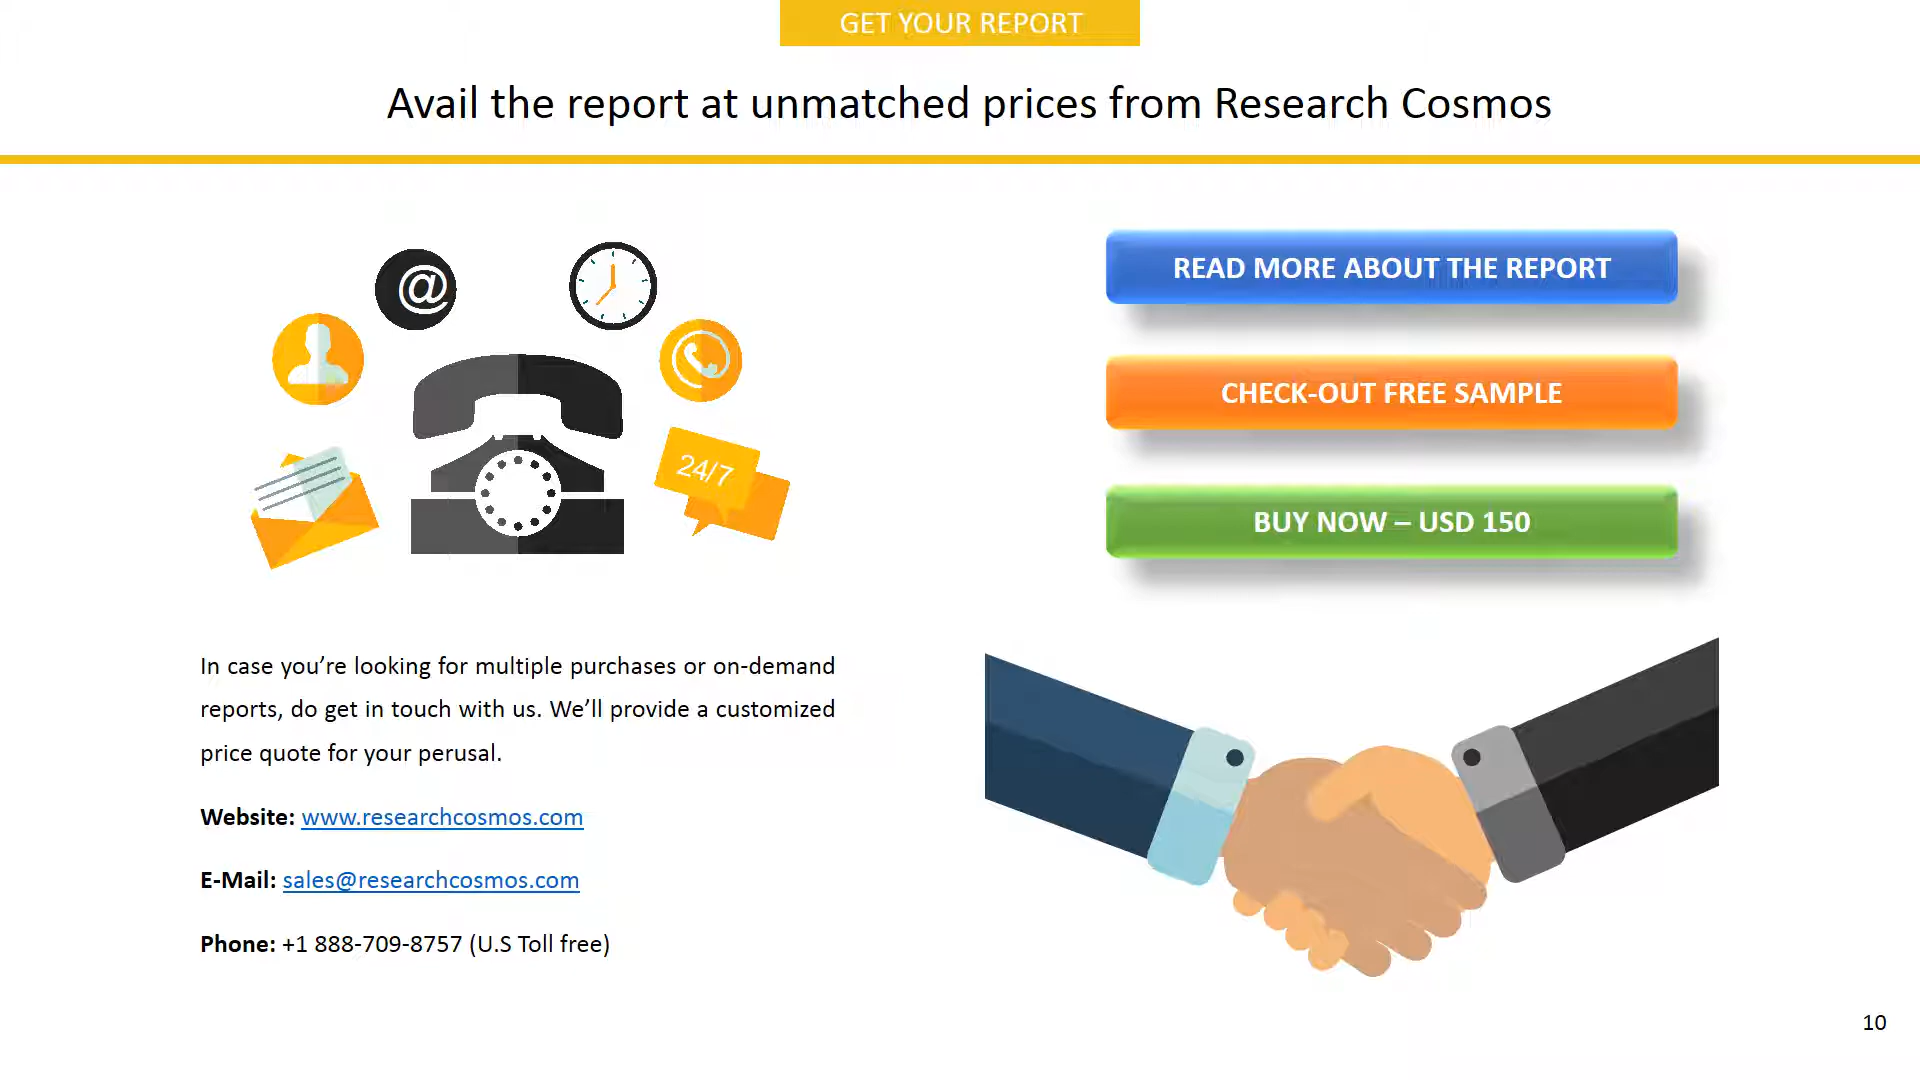 GET YOUR REPORT
Avail the report at unmatched prices from Research Cosmos
@
24/7
READ MORE ABOUT THE REPORT
CHECK-OUT FREE SAMPLE
BUY NOW – USD 150
In case you’re looking for multiple purchases or on-demand
reports, do get in touch with us. We’ll provide a customized
price quote for your perusal.
Website: www.researchcosmos.com
E-Mail: sales@researchcosmos.com
Phone: +1 888-709-8757 (U.S Toll free)
10